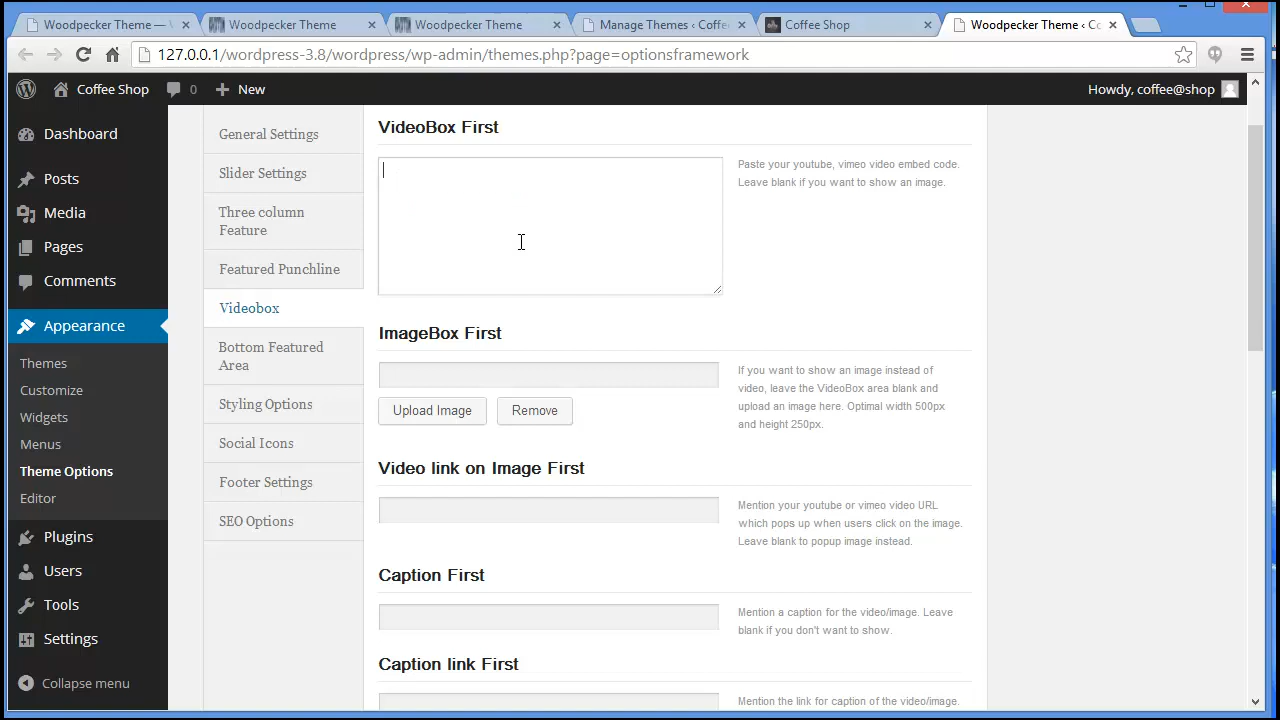 Woodpecker Theme —
Woodpecker Theme
Woodpecker Theme
Manage Themes ‹ Coffe
Coffee Shop
Woodpecker Theme ‹ Co
127.0.0.1/wordpress-3.8/wordpress/wp-admin/themes.php?page=optionsframework
Coffee Shop
0
New
Howdy, coffee@shop
Dashboard
Posts
Media
Pages
Comments
Appearance
Themes
Customize
Widgets
Menus
Theme Options
Editor
Plugins
Users
Tools
Settings
Collapse menu
General Settings
Slider Settings
Three column
Feature
Featured Punchline
Videobox
Bottom Featured
Area
Styling Options
Social Icons
Footer Settings
SEO Options
VideoBox First
Paste your youtube, vimeo video embed code.
Leave blank if you want to show an image.
ImageBox First
Upload Image
Remove
If you want to show an image instead of
video, leave the VideoBox area blank and
upload an image here. Optimal width 500px
and height 250px.
Video link on Image First
Mention your youtube or vimeo video URL
which pops up when users click on the image.
Leave blank to popup image instead.
Caption First
Mention a caption for the video/image. Leave
blank if you don't want to show.
Caption link First
Mention the link for caption of the video/image.